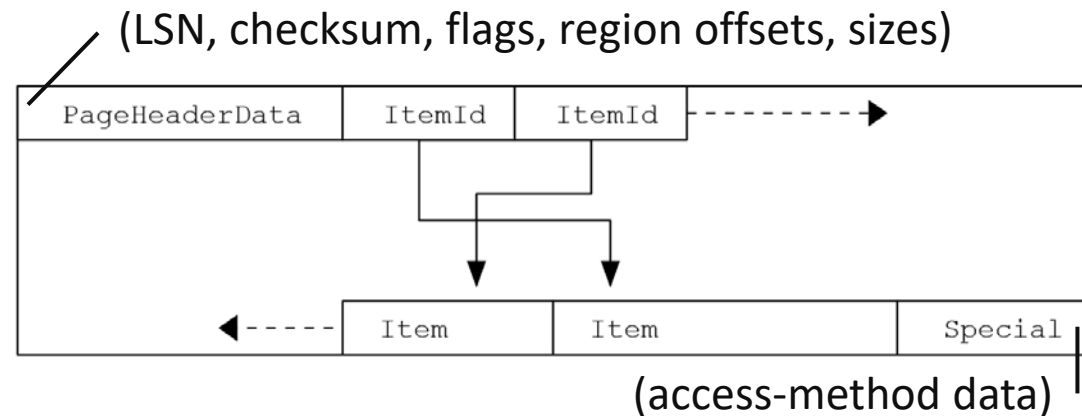 (LSN, checksum, flags, region offsets, sizes)
PageHeaderData ItemId ItemId
Item Item Special
(access-method data)